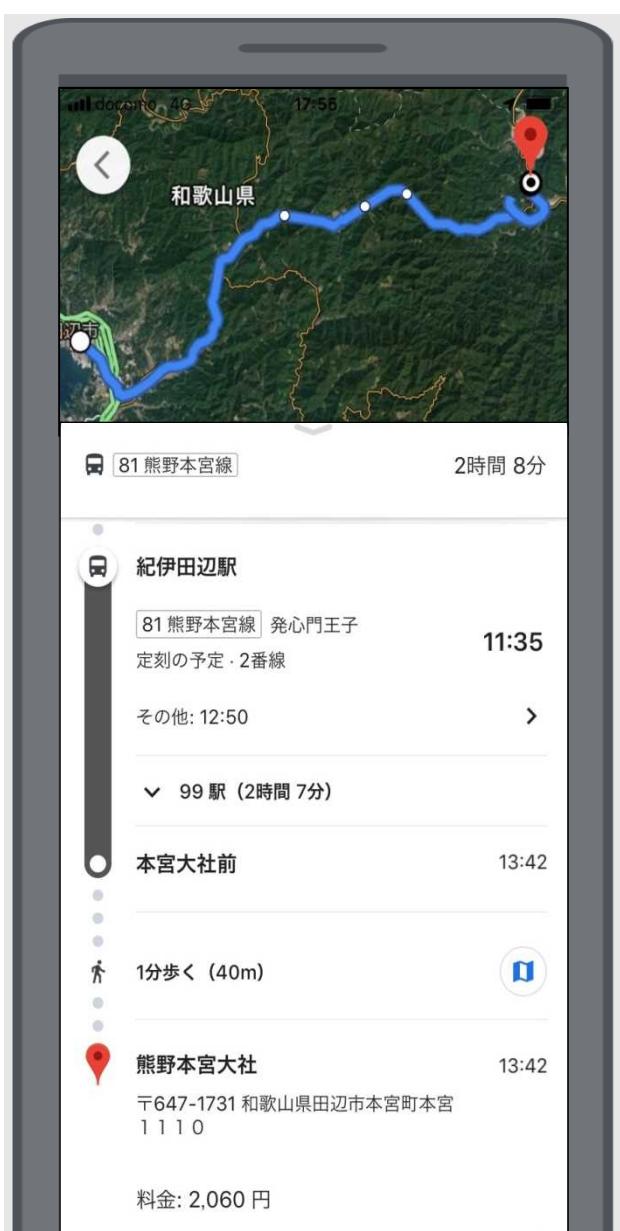 docomo 4G 17:56
和歌山県
辺市
81 熊野本宮線 2時間 8分
紀伊田辺駅
81 熊野本宮線 発心門王子 11:35
定刻の予定 · 2番線
その他: 12:50
99 駅（2時間 7分）
本宮大社前 13:42
1分歩く（40m）
熊野本宮大社 13:42
〒647-1731 和歌山県田辺市本宮町本宮
１１１０
料金: 2,060 円